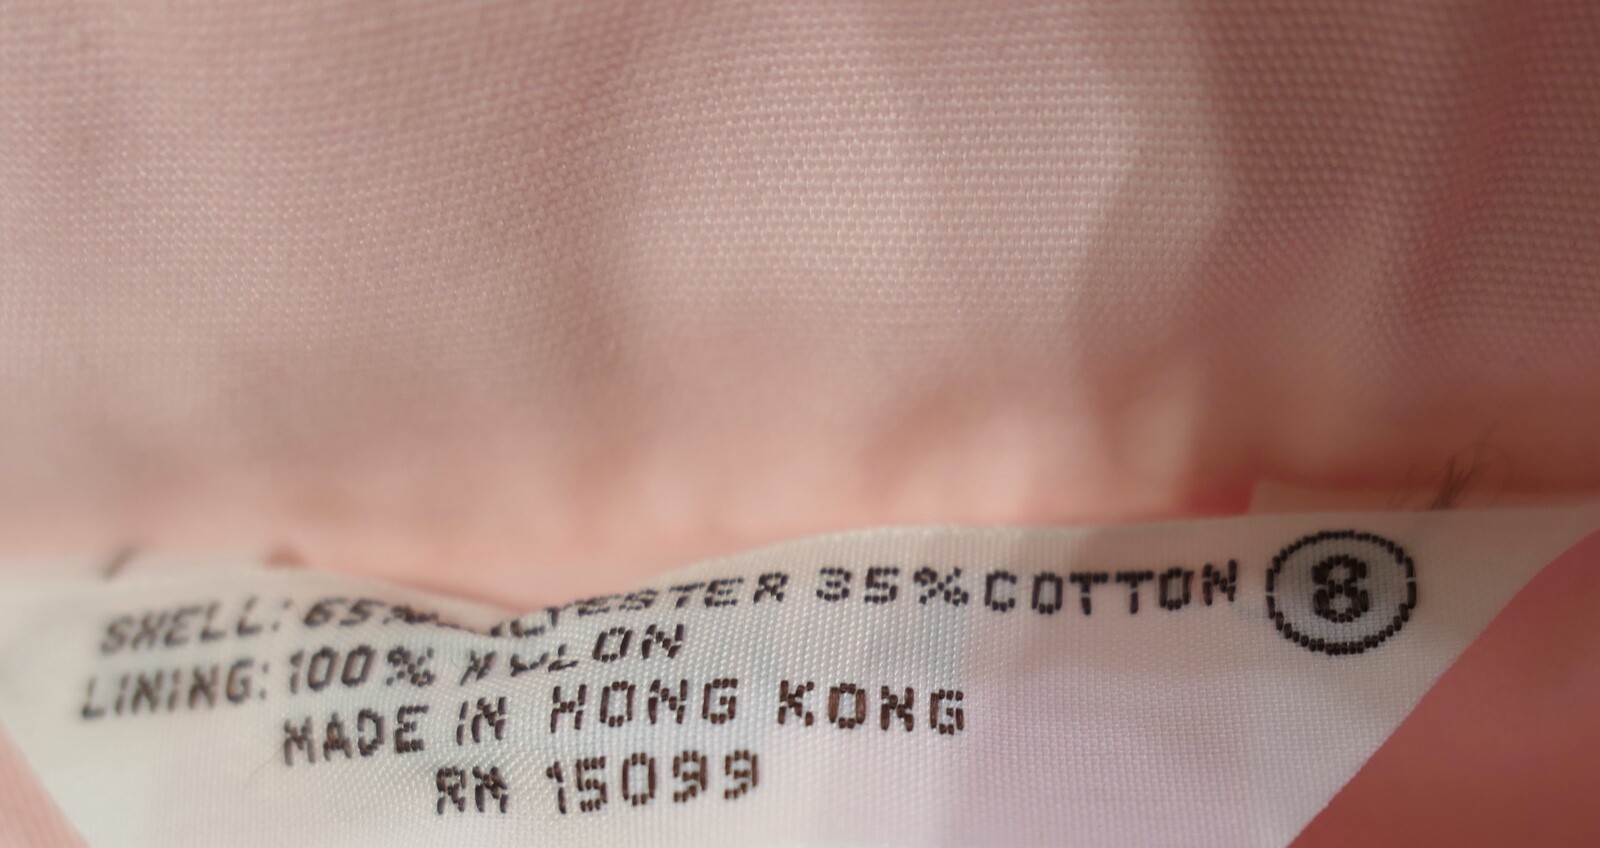 SHELL: 65% POLYESTER 35% COTTON 8
LINING: 100% NYLON
MADE IN HONG KONG
RN 15099